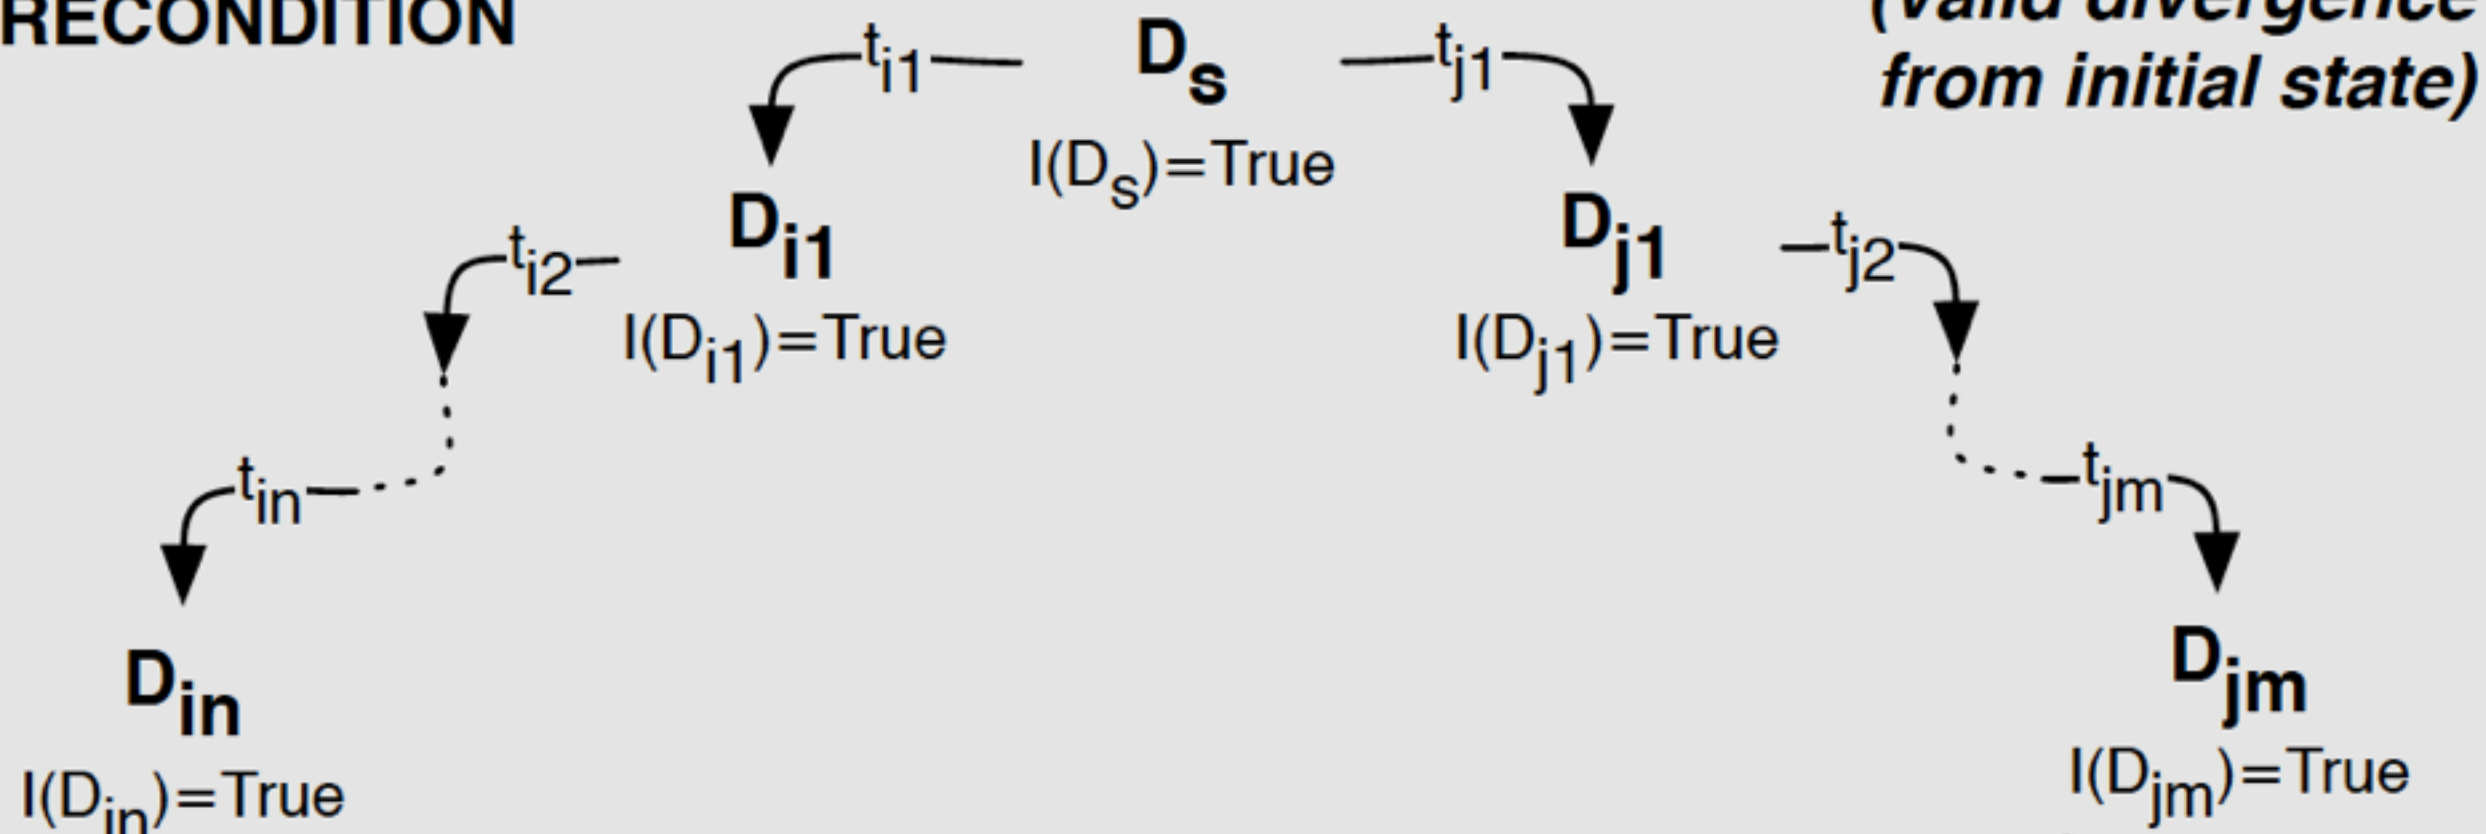 RECONDITION
(valid divergence
from initial state)
t_i1
D_s
t_j1
I(D_s)=True
D_i1
D_j1
t_i2
t_j2
I(D_i1)=True
I(D_j1)=True
t_in
t_jm
D_in
D_jm
I(D_in)=True
I(D_jm)=True